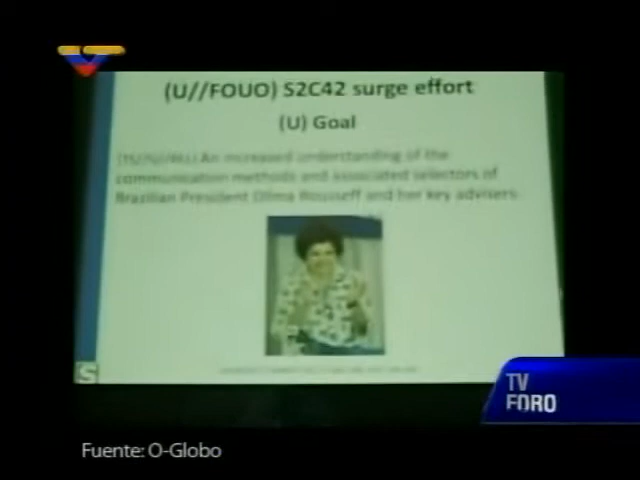 (U//FOUO) S2C42 surge effort
(U) Goal
An increased understanding of the
communication methods and associated selectors of
Brazilian President Dilma Rousseff and her key advisers.
S
TV
FORO
Fuente: O-Globo